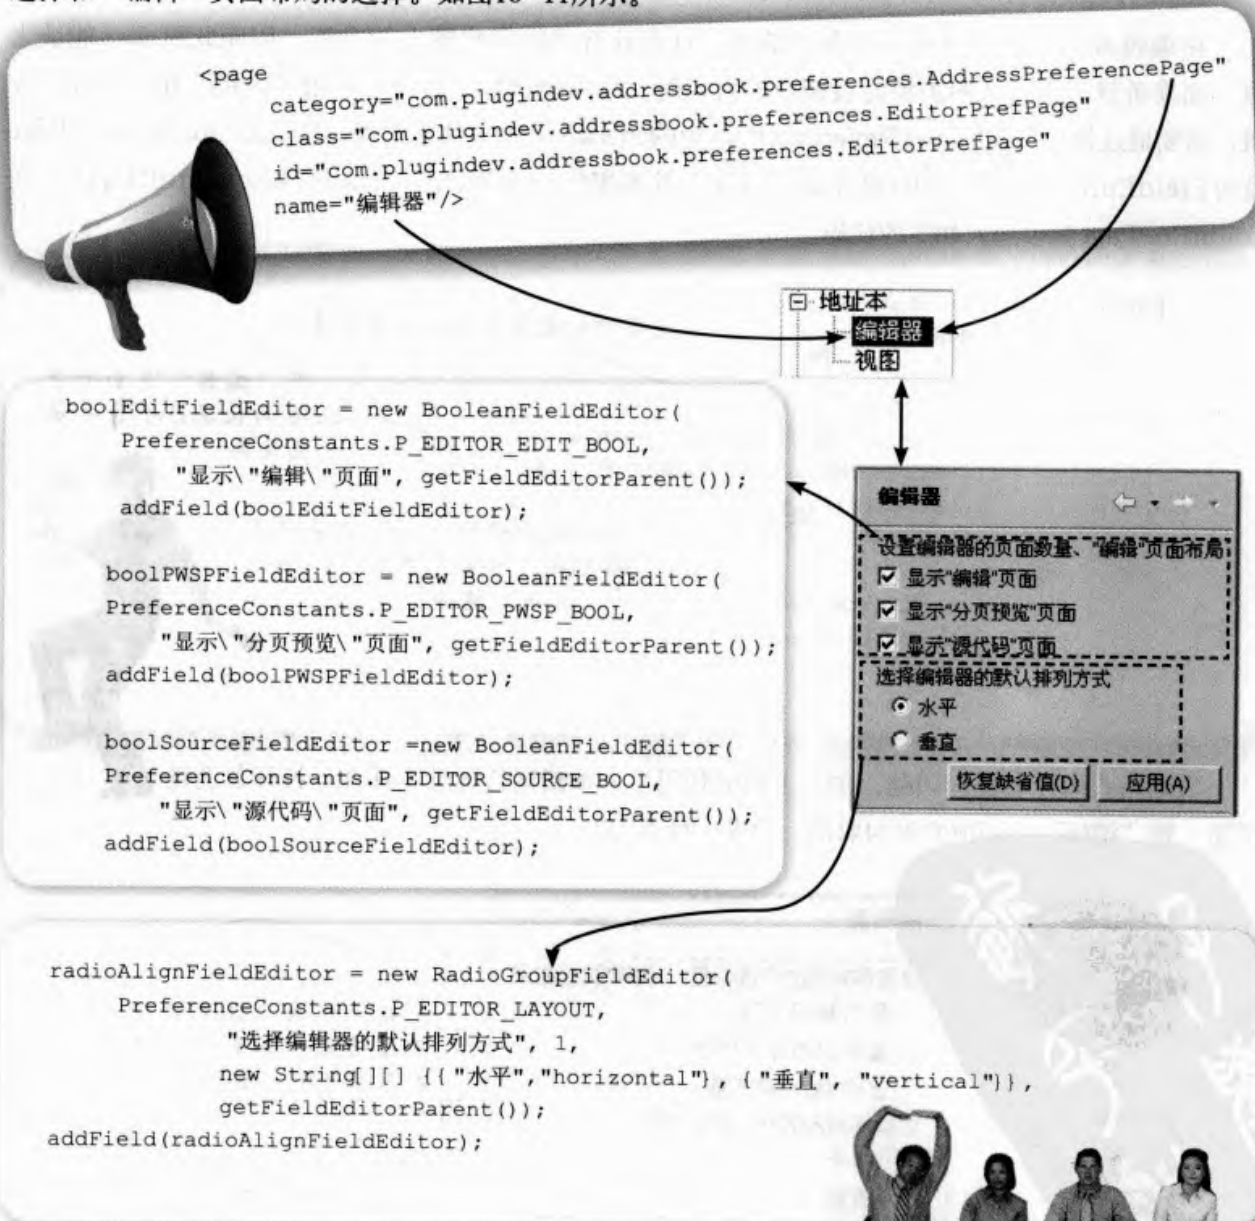 <page
category="com.plugindev.addressbook.preferences.AddressPreferencePage"
class="com.plugindev.addressbook.preferences.EditorPrefPage"
id="com.plugindev.addressbook.preferences.EditorPrefPage"
name="编辑器"/>
地址本
编辑器
视图
boolEditFieldEditor = new BooleanFieldEditor(
PreferenceConstants.P_EDITOR_EDIT_BOOL,
"显示\"编辑\"页面", getFieldEditorParent());
addField(boolEditFieldEditor);
boolPWSPFieldEditor = new BooleanFieldEditor(
PreferenceConstants.P_EDITOR_PWSP_BOOL,
"显示\"分页预览\"页面", getFieldEditorParent());
addField(boolPWSPFieldEditor);
boolSourceFieldEditor =new BooleanFieldEditor(
PreferenceConstants.P_EDITOR_SOURCE_BOOL,
"显示\"源代码\"页面", getFieldEditorParent());
addField(boolSourceFieldEditor);
编辑器
设置编辑器的页面数量、"编辑"页面布局
显示"编辑"页面
显示"分页预览"页面
显示"源代码"页面
选择编辑器的默认排列方式
水平
垂直
恢复缺省值(D)
应用(A)
radioAlignFieldEditor = new RadioGroupFieldEditor(
PreferenceConstants.P_EDITOR_LAYOUT,
"选择编辑器的默认排列方式", 1,
new String[][] {{"水平","horizontal"}, {"垂直", "vertical"}},
getFieldEditorParent());
addField(radioAlignFieldEditor);